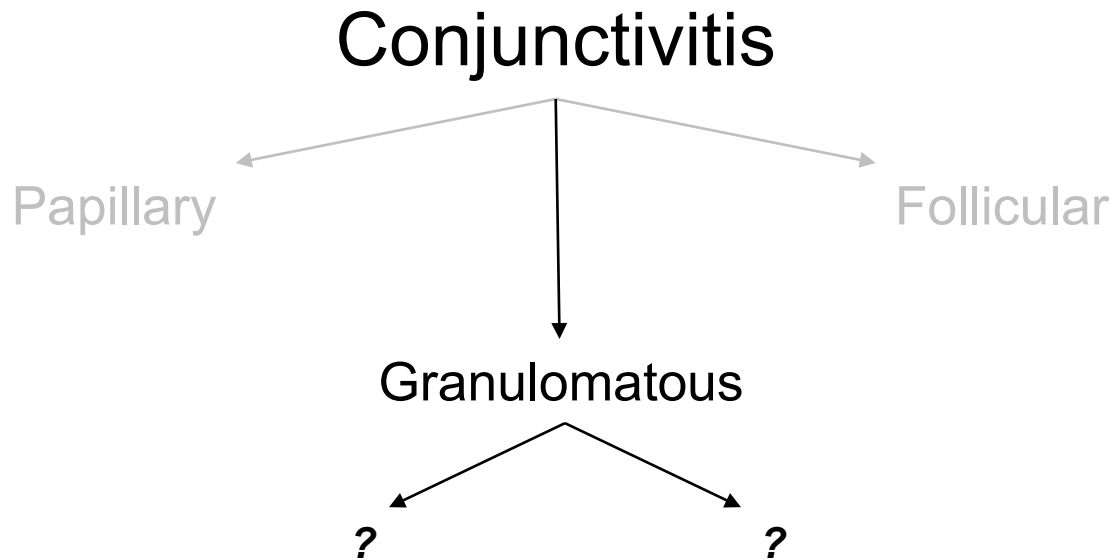 Conjunctivitis
Papillary
Follicular
Granulomatous
? ?